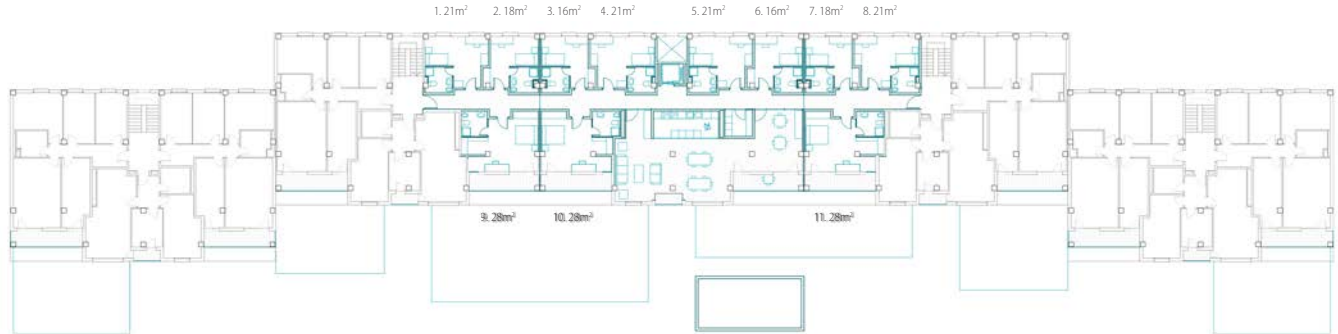 1. 21m² 2. 18m² 3. 16m² 4. 21m² 5. 21m² 6. 16m² 7. 18m² 8. 21m²
9. 28m² 10. 28m² 11. 28m²